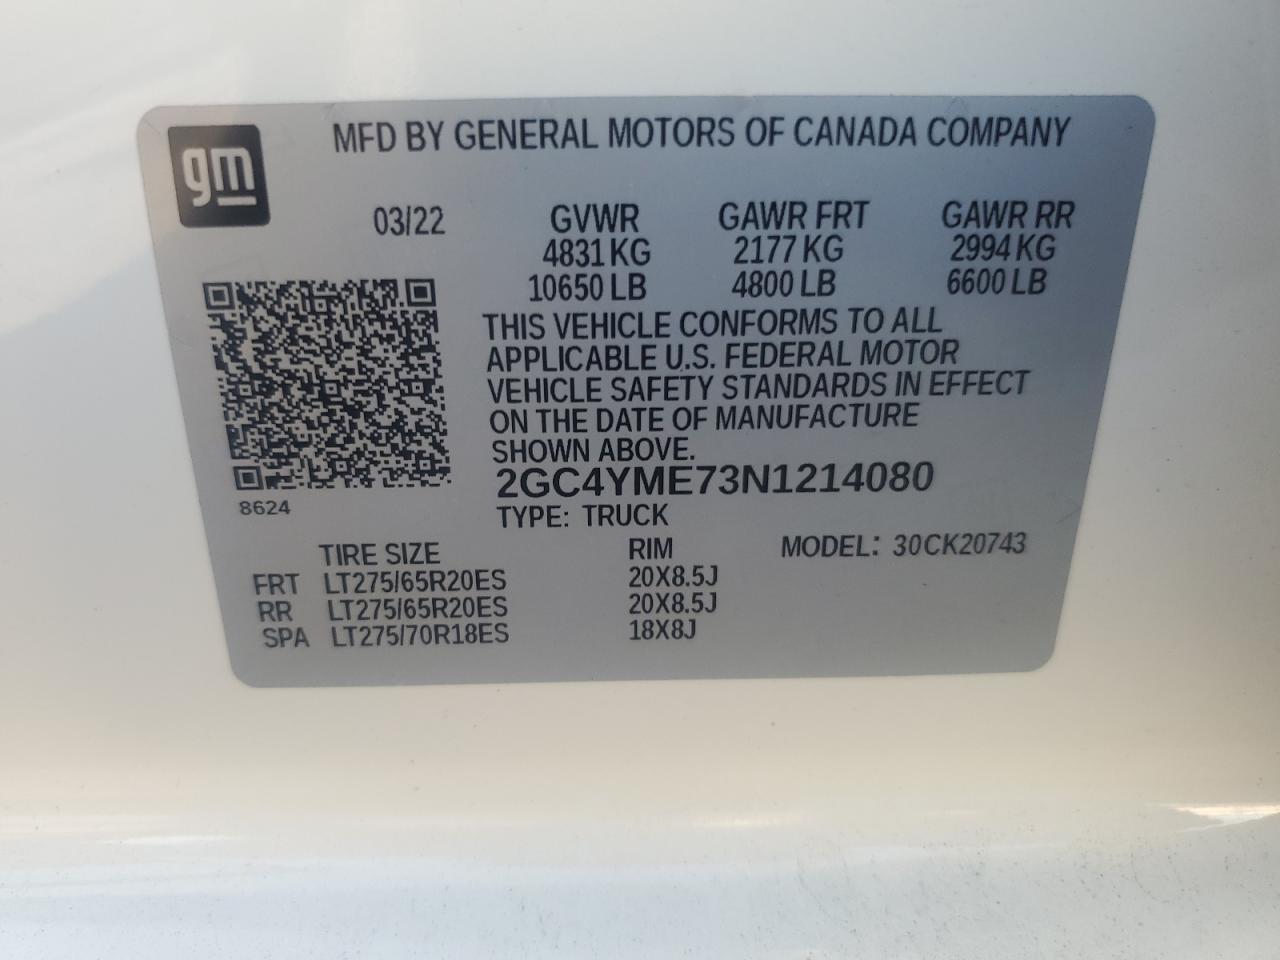 gm
MFD BY GENERAL MOTORS OF CANADA COMPANY
03/22 GVWR GAWR FRT GAWR RR
4831 KG 2177 KG 2994 KG
10650 LB 4800 LB 6600 LB
THIS VEHICLE CONFORMS TO ALL
APPLICABLE U.S. FEDERAL MOTOR
VEHICLE SAFETY STANDARDS IN EFFECT
ON THE DATE OF MANUFACTURE
SHOWN ABOVE.
2GC4YME73N1214080
8624
TYPE: TRUCK
TIRE SIZE RIM MODEL: 30CK20743
FRT LT275/65R20ES 20X8.5J
RR LT275/65R20ES 20X8.5J
SPA LT275/70R18ES 18X8J